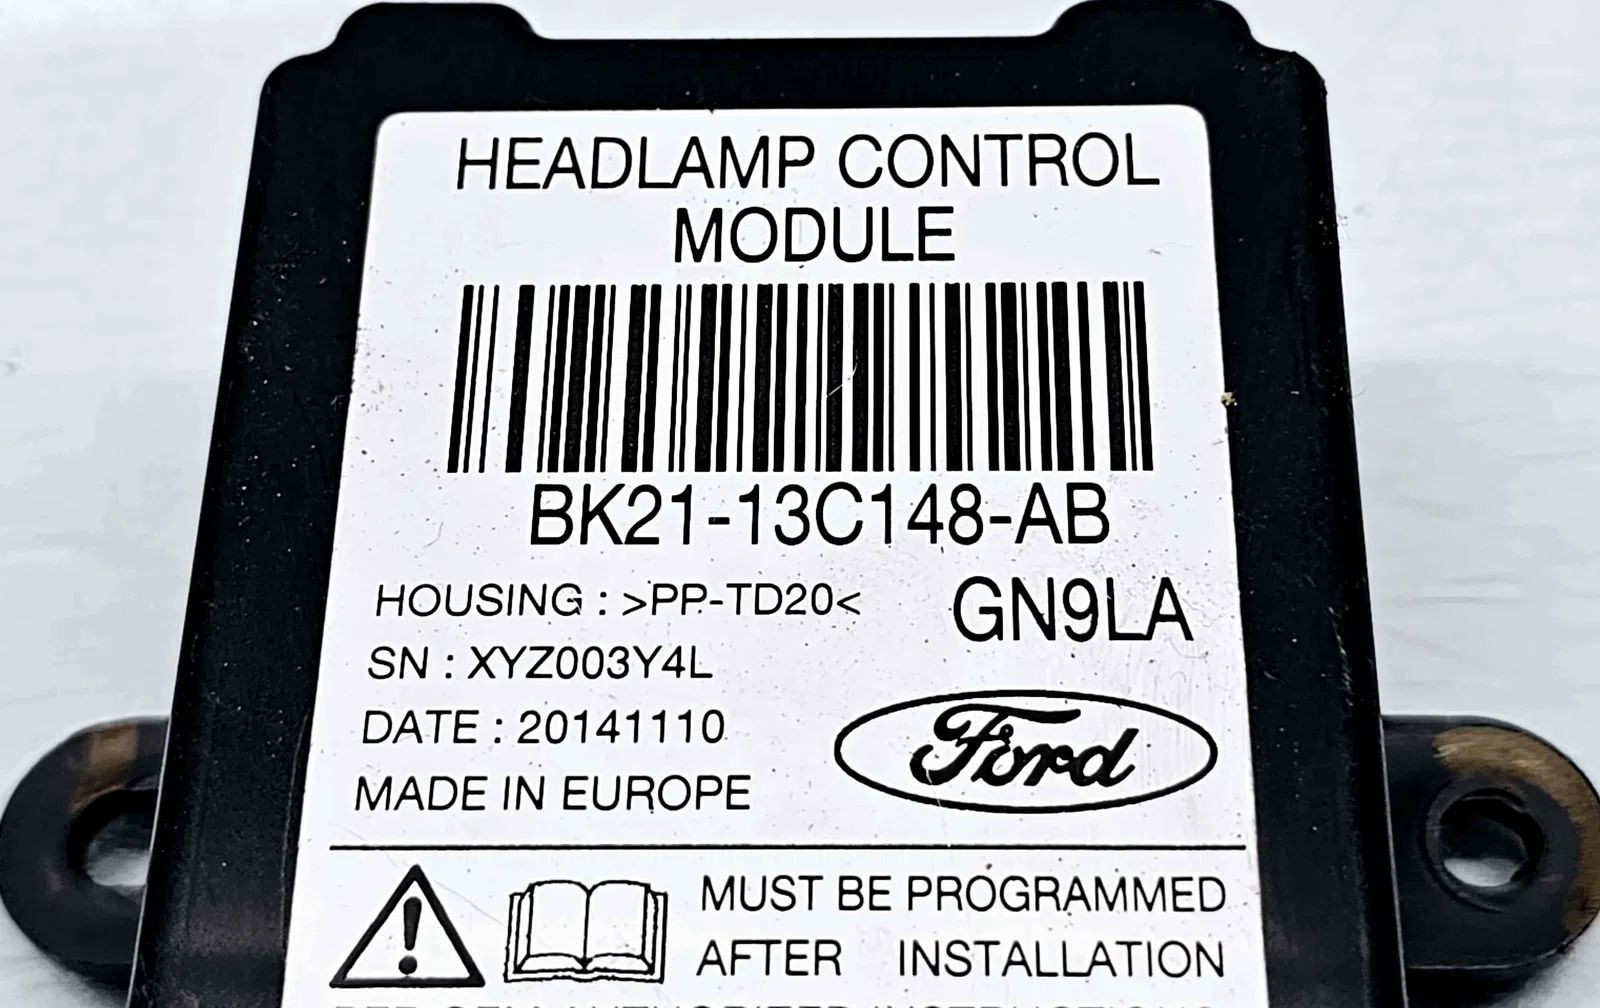 HEADLAMP CONTROL
MODULE
BK21-13C148-AB
HOUSING : >PP-TD20<
GN9LA
SN : XYZ003Y4L
DATE : 20141110
Ford
MADE IN EUROPE
MUST BE PROGRAMMED
AFTER INSTALLATION